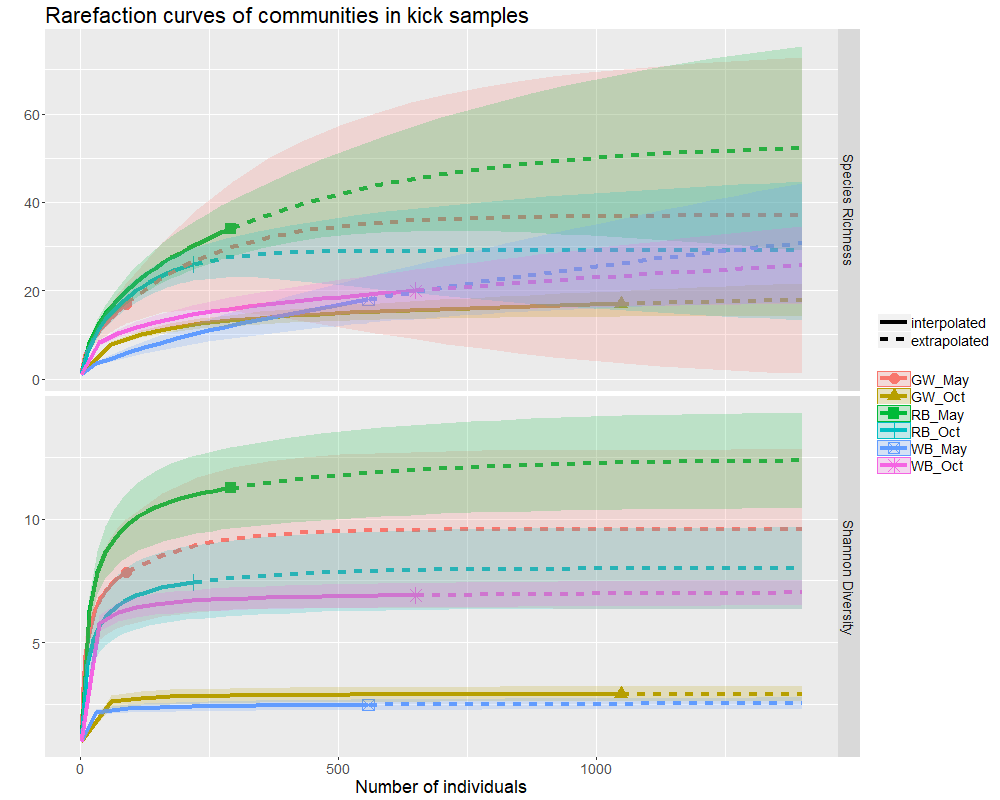 Rarefaction curves of communities in kick samples
60
40
20
0
Species Richness
10
5
Shannon Diversity
0
500
1000
Number of individuals
interpolated
extrapolated
GW_May
GW_Oct
RB_May
RB_Oct
WB_May
WB_Oct